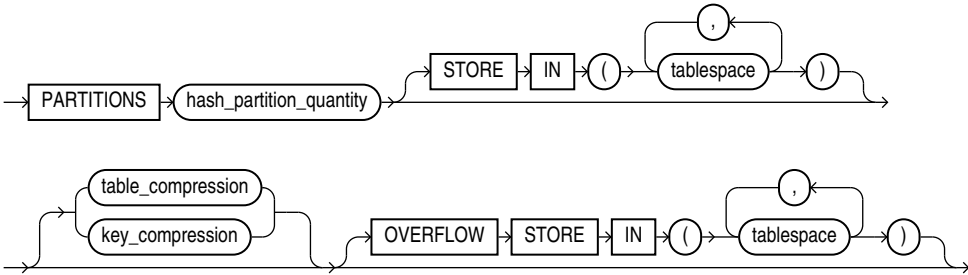 ,
STORE IN ( tablespace )
PARTITIONS hash_partition_quantity
table_compression
,
key_compression OVERFLOW STORE IN ( tablespace )